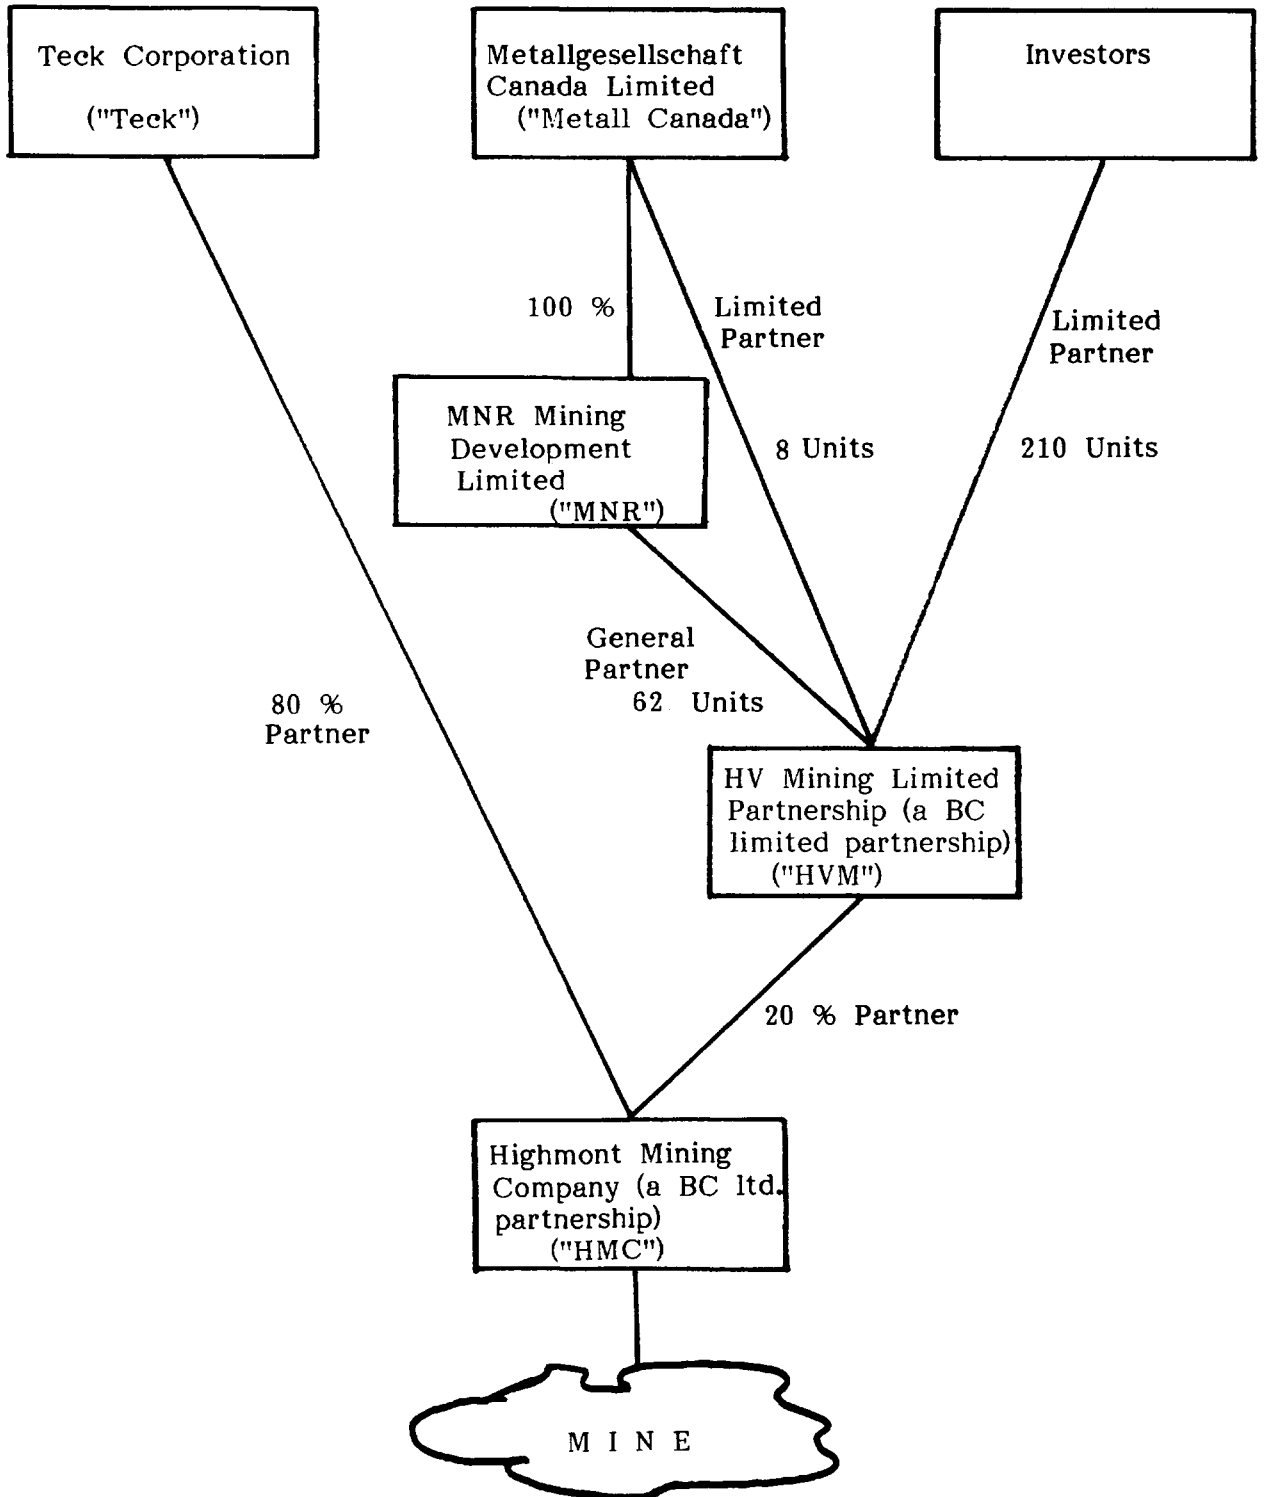 Teck Corporation
("Teck")
Metallgesellschaft
Canada Limited
("Metall Canada")
Investors
100 %
Limited
Partner
Limited
Partner
MNR Mining
Development
Limited
("MNR")
8 Units
210 Units
General
Partner
62 Units
80 %
Partner
HV Mining Limited
Partnership (a BC
limited partnership)
("HVM")
20 % Partner
Highmont Mining
Company (a BC ltd.
partnership)
("HMC")
M I N E